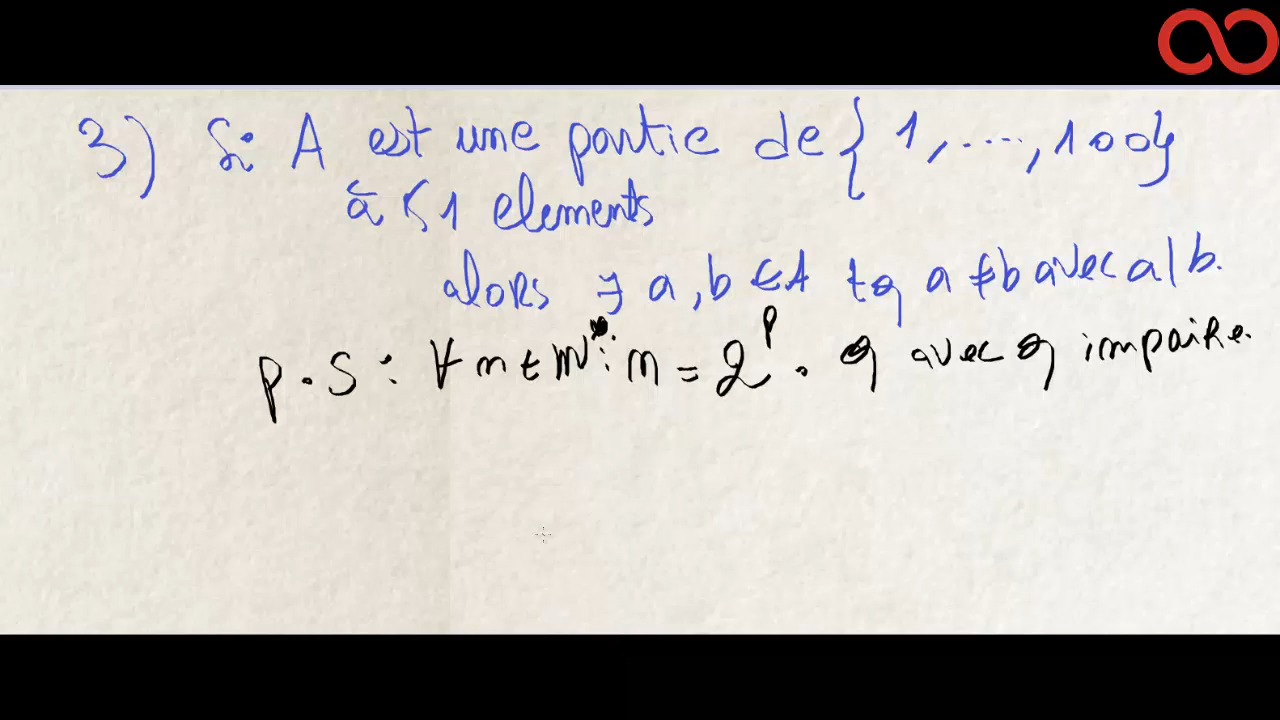 3) Si A est une partie de {1, ...., 100}
à 51 elements
alors ∃ a, b ∈ A tq a ≠ b avec a | b.
p.s : ∀ n ∈ ℕ* : n = 2^p . q avec q impaire.